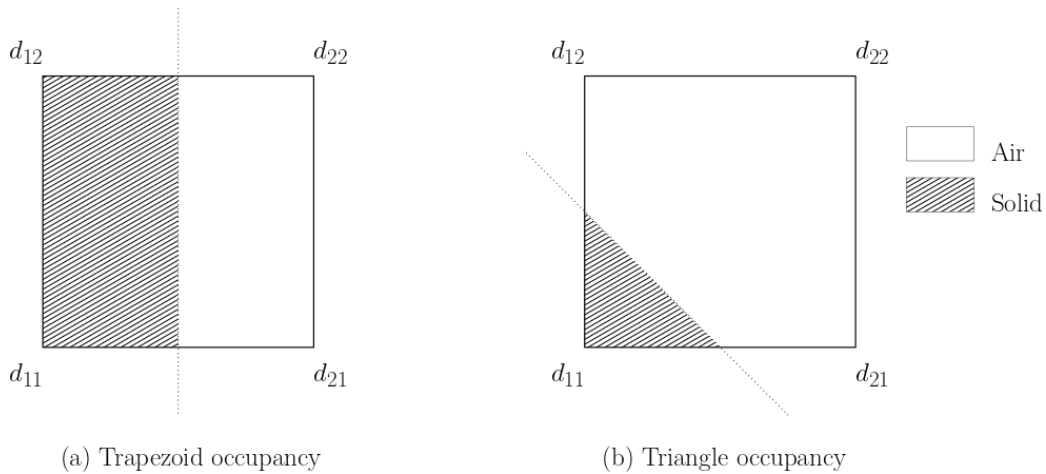 d₁₂ d₂₂ d₁₂ d₂₂
Air
Solid
d₁₁ d₂₁ d₁₁ d₂₁
(a) Trapezoid occupancy (b) Triangle occupancy